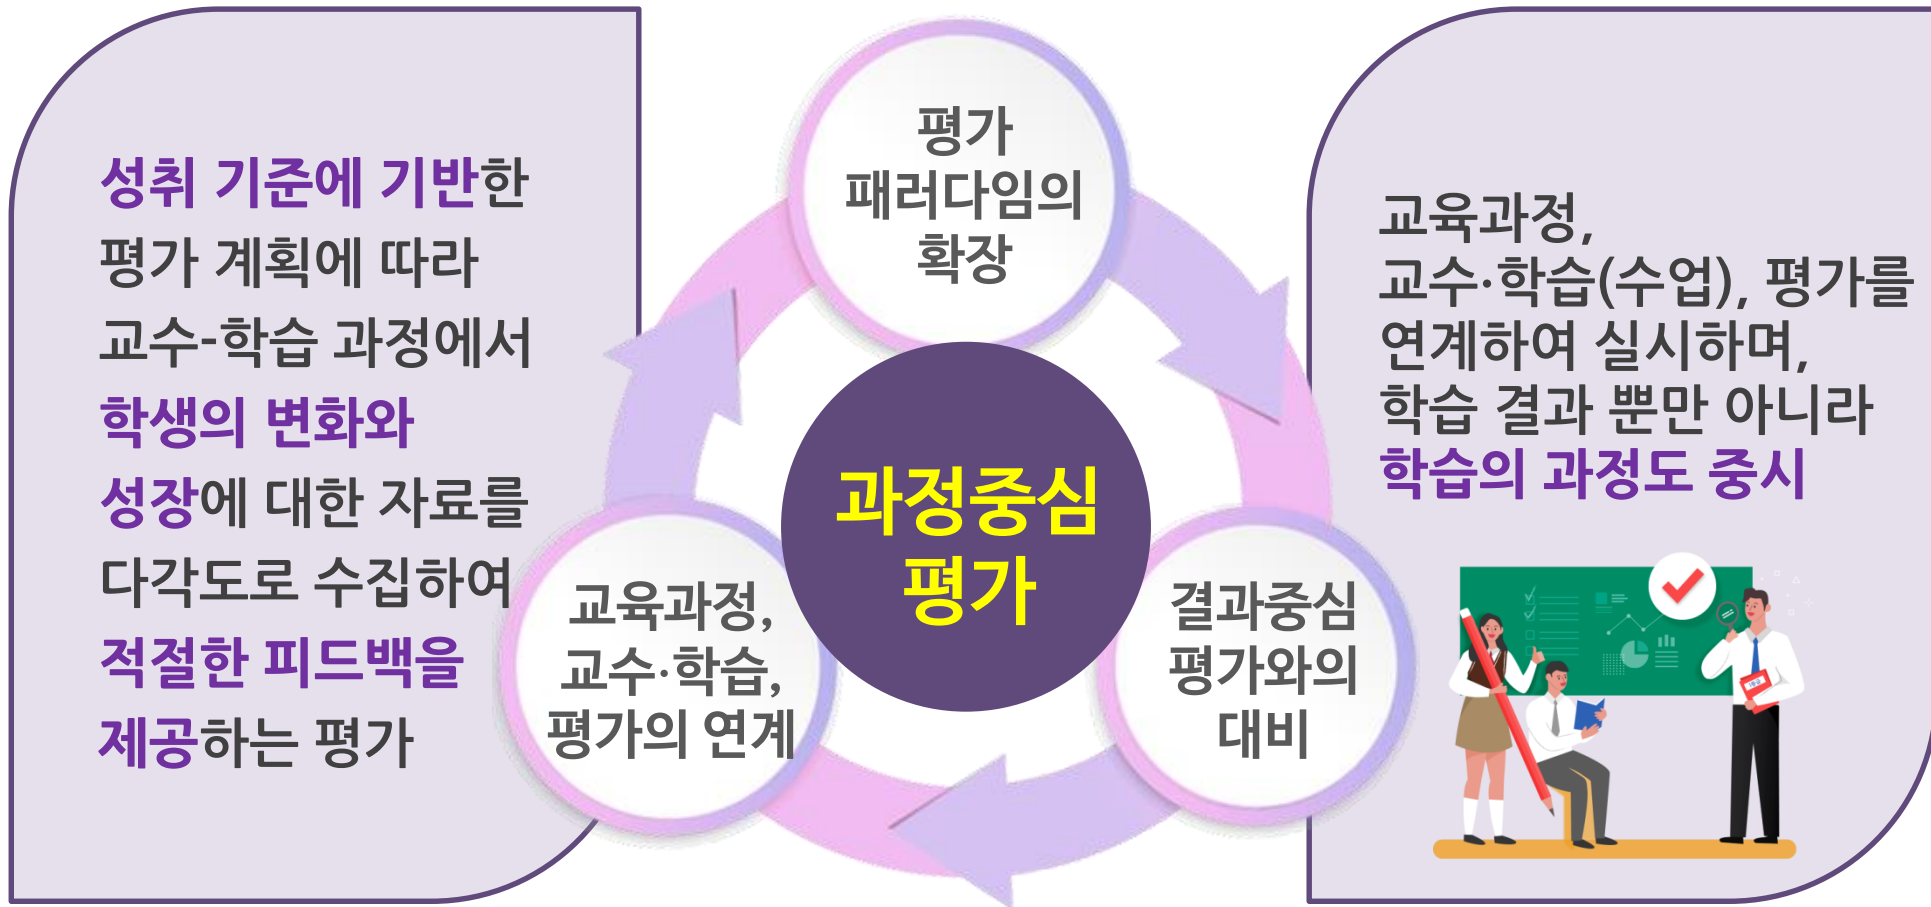 성취 기준에 기반한
평가 계획에 따라
교수-학습 과정에서
학생의 변화와
성장에 대한 자료를
다각도로 수집하여
적절한 피드백을
제공하는 평가
평가
패러다임의
확장
과정중심
평가
교육과정,
교수·학습,
평가의 연계
결과중심
평가와의
대비
교육과정,
교수·학습(수업), 평가를
연계하여 실시하며,
학습 결과 뿐만 아니라
학습의 과정도 중시